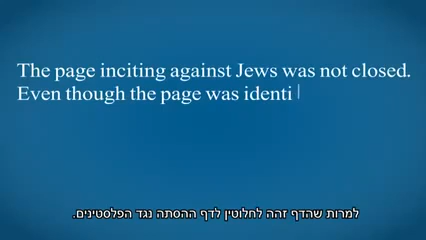 The page inciting against Jews was not closed.
Even though the page was identi
למרות שהדף זהה לחלוטין לדף ההסתה נגד הפלסטינים.